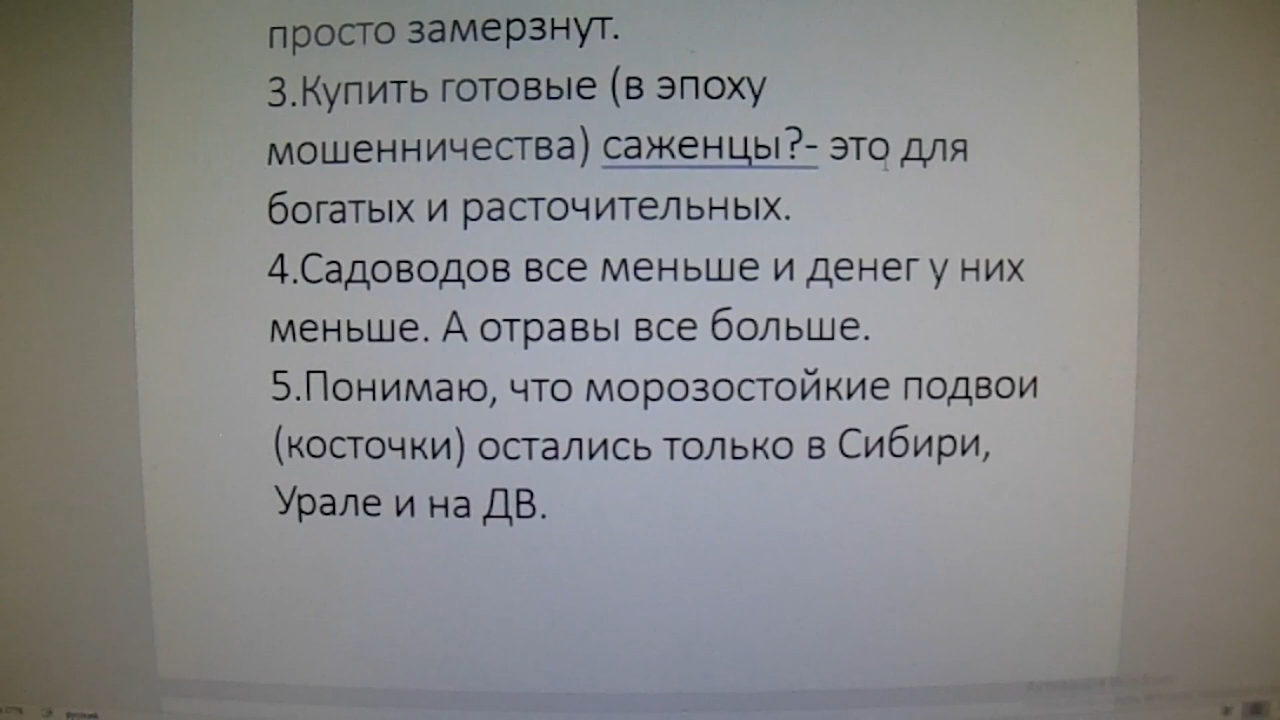 просто замерзнут.
3.Купить готовые (в эпоху
мошенничества) саженцы?- это для
богатых и расточительных.
4.Садоводов все меньше и денег у них
меньше. А отравы все больше.
5.Понимаю, что морозостойкие подвои
(косточки) остались только в Сибири,
Урале и на ДВ.
русский